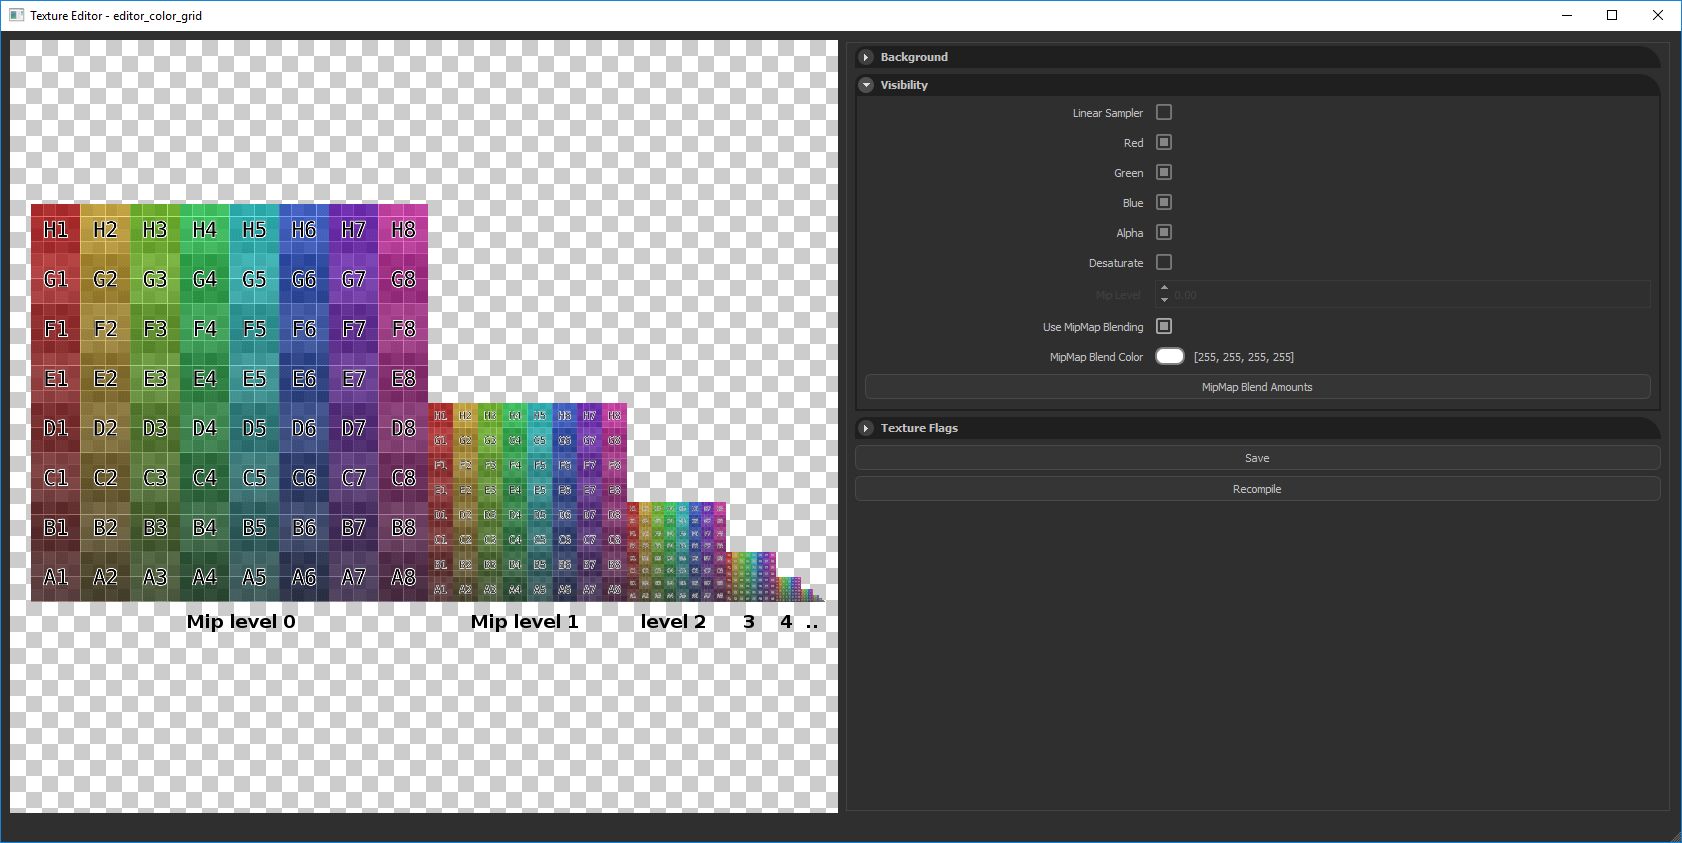 Texture Editor - editor_color_grid
H1 H2 H3 H4 H5 H6 H7 H8
G1 G2 G3 G4 G5 G6 G7 G8
F1 F2 F3 F4 F5 F6 F7 F8
E1 E2 E3 E4 E5 E6 E7 E8
D1 D2 D3 D4 D5 D6 D7 D8
C1 C2 C3 C4 C5 C6 C7 C8
B1 B2 B3 B4 B5 B6 B7 B8
A1 A2 A3 A4 A5 A6 A7 A8
H1 H2 H3 H4 H5 H6 H7 H8
G1 G2 G3 G4 G5 G6 G7 G8
F1 F2 F3 F4 F5 F6 F7 F8
E1 E2 E3 E4 E5 E6 E7 E8
D1 D2 D3 D4 D5 D6 D7 D8
C1 C2 C3 C4 C5 C6 C7 C8
B1 B2 B3 B4 B5 B6 B7 B8
A1 A2 A3 A4 A5 A6 A7 A8
Mip level 0 Mip level 1 level 2 3 4 ..
Background
Visibility
Linear Sampler
Red
Green
Blue
Alpha
Desaturate
Mip Level 0.00
Use MipMap Blending
MipMap Blend Color [255, 255, 255, 255]
MipMap Blend Amounts
Texture Flags
Save
Recompile